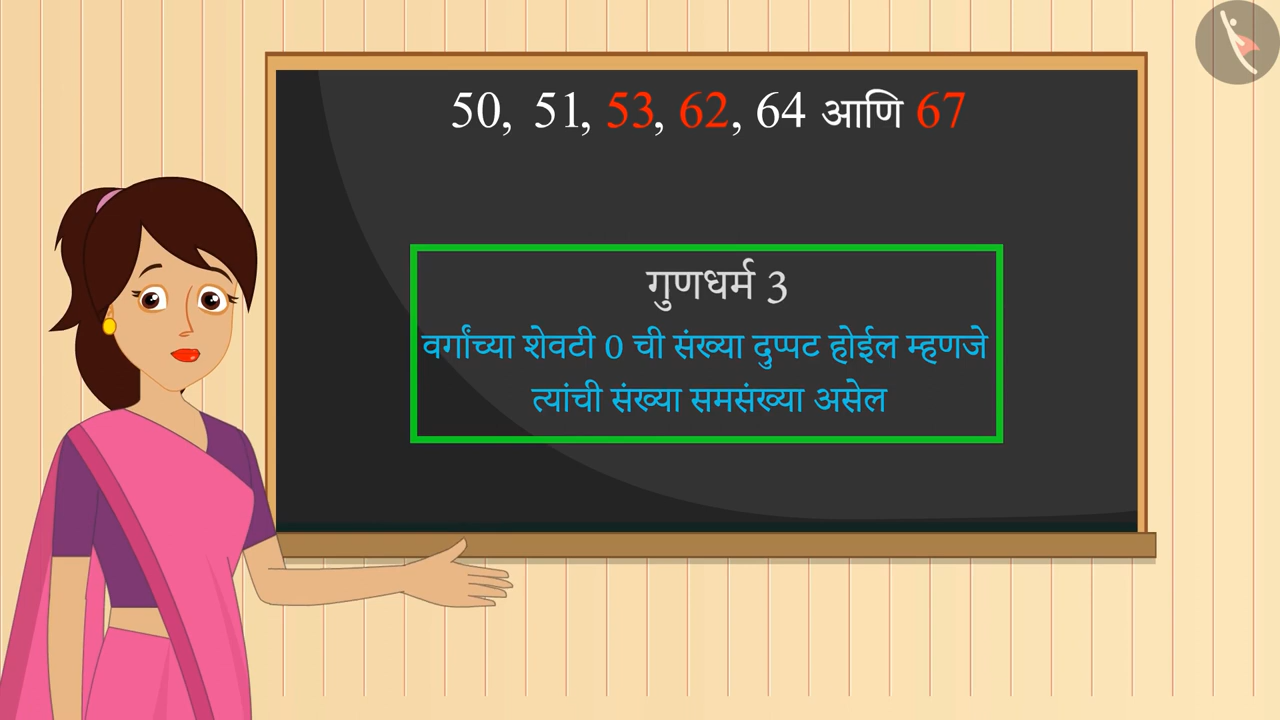 50, 51, 53, 62, 64 आणि 67
गुणधर्म 3
वर्गांच्या शेवटी 0 ची संख्या दुप्पट होईल म्हणजे
त्यांची संख्या समसंख्या असेल